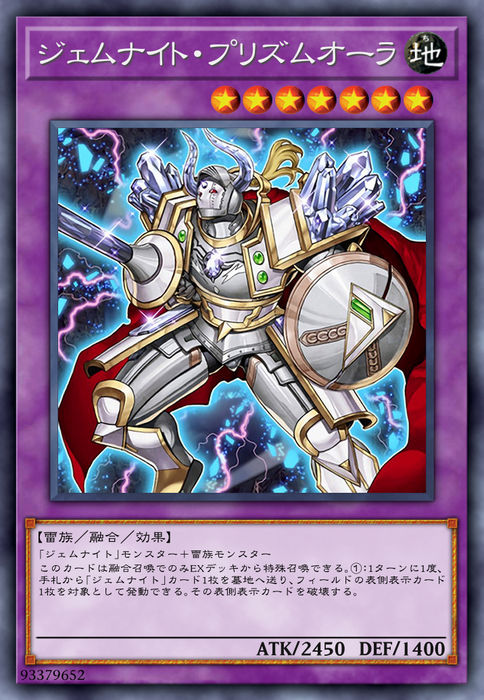 ジェムナイト・プリズムオーラ
地
ち
【雷族／融合／効果】
「ジェムナイト」モンスター＋雷族モンスター
このカードは融合召喚でのみEXデッキから特殊召喚できる。①:1ターンに1度、
手札から「ジェムナイト」カード1枚を墓地へ送り、フィールドの表側表示カード
1枚を対象として発動できる。その表側表示カードを破壊する。
ATK/2450 DEF/1400
93379652